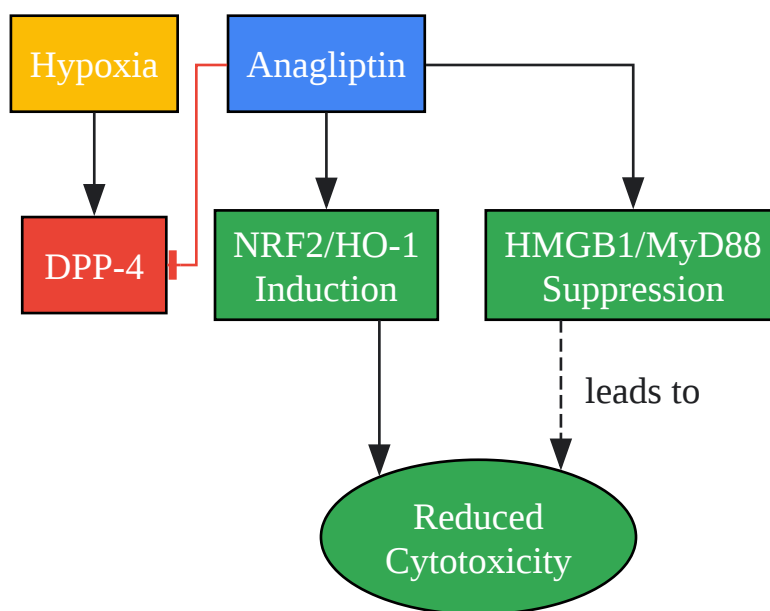 Hypoxia
Anagliptin
DPP-4
NRF2/HO-1
Induction
HMGB1/MyD88
Suppression
leads to
Reduced
Cytotoxicity